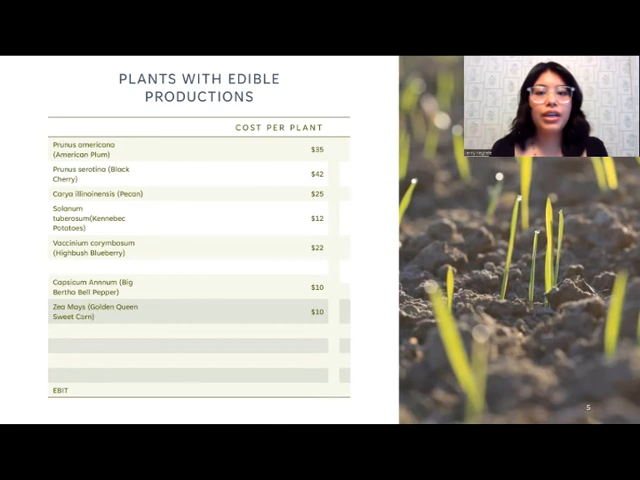 PLANTS WITH EDIBLE
PRODUCTIONS
COST PER PLANT
Prunus americana
(American Plum) $35
Prunus serotina (Black
Cherry) $42
Carya illinoinensis (Pecan) $25
Solanum
tuberosum(Kennebec
Potatoes) $12
Vaccinium corymbosum
(Highbush Blueberry) $22
Capsicum Annnum (Big
Bertha Bell Pepper) $10
Zea Mays (Golden Queen
Sweet Corn) $10
EBIT
5